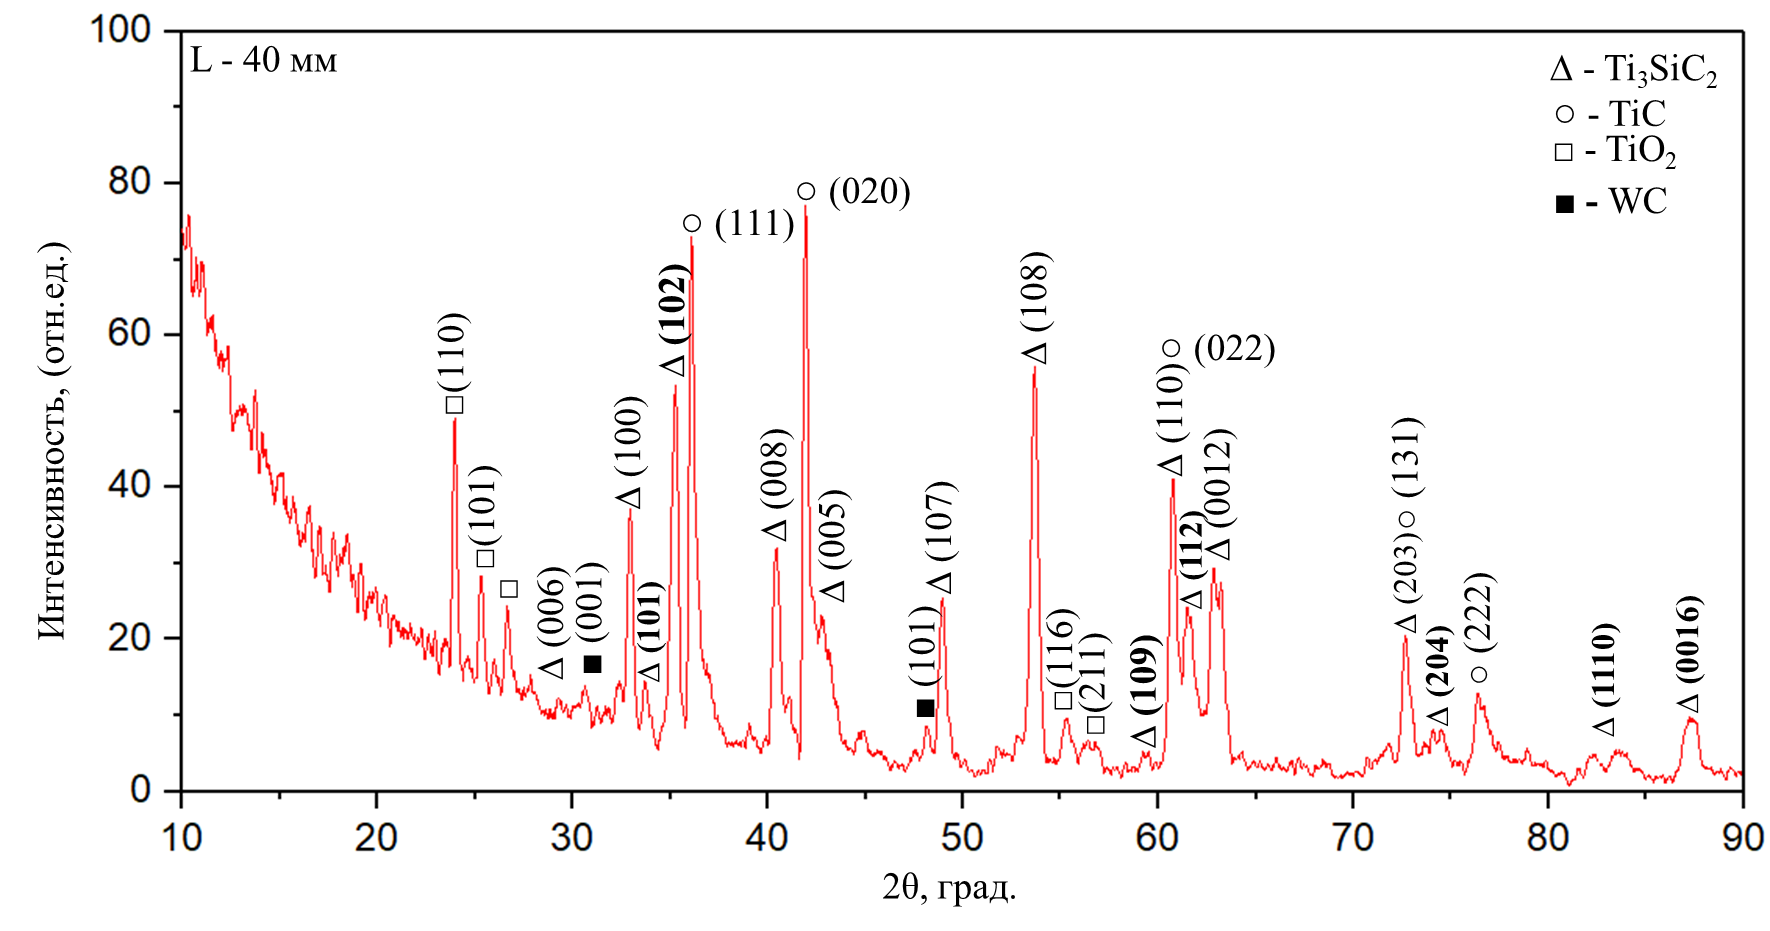 L - 40 мм
Δ - Ti₃SiC₂
○ - TiC
□ - TiO₂
■ - WC
Интенсивность, (отн.ед.)
100
80
60
40
20
0
□ (110)
□ (101)
□
Δ (006)
■ (001)
Δ (100)
Δ (101)
Δ (102)
○ (111)
Δ (008)
○ (020)
Δ (005)
■ (101)
Δ (107)
Δ (108)
□ (116)
□ (211)
Δ (109)
Δ (110)
○ (022)
Δ (112)
Δ (0012)
Δ (203) ○ (131)
Δ (204)
○ (222)
Δ (1110)
Δ (0016)
10 20 30 40 50 60 70 80 90
2θ, град.